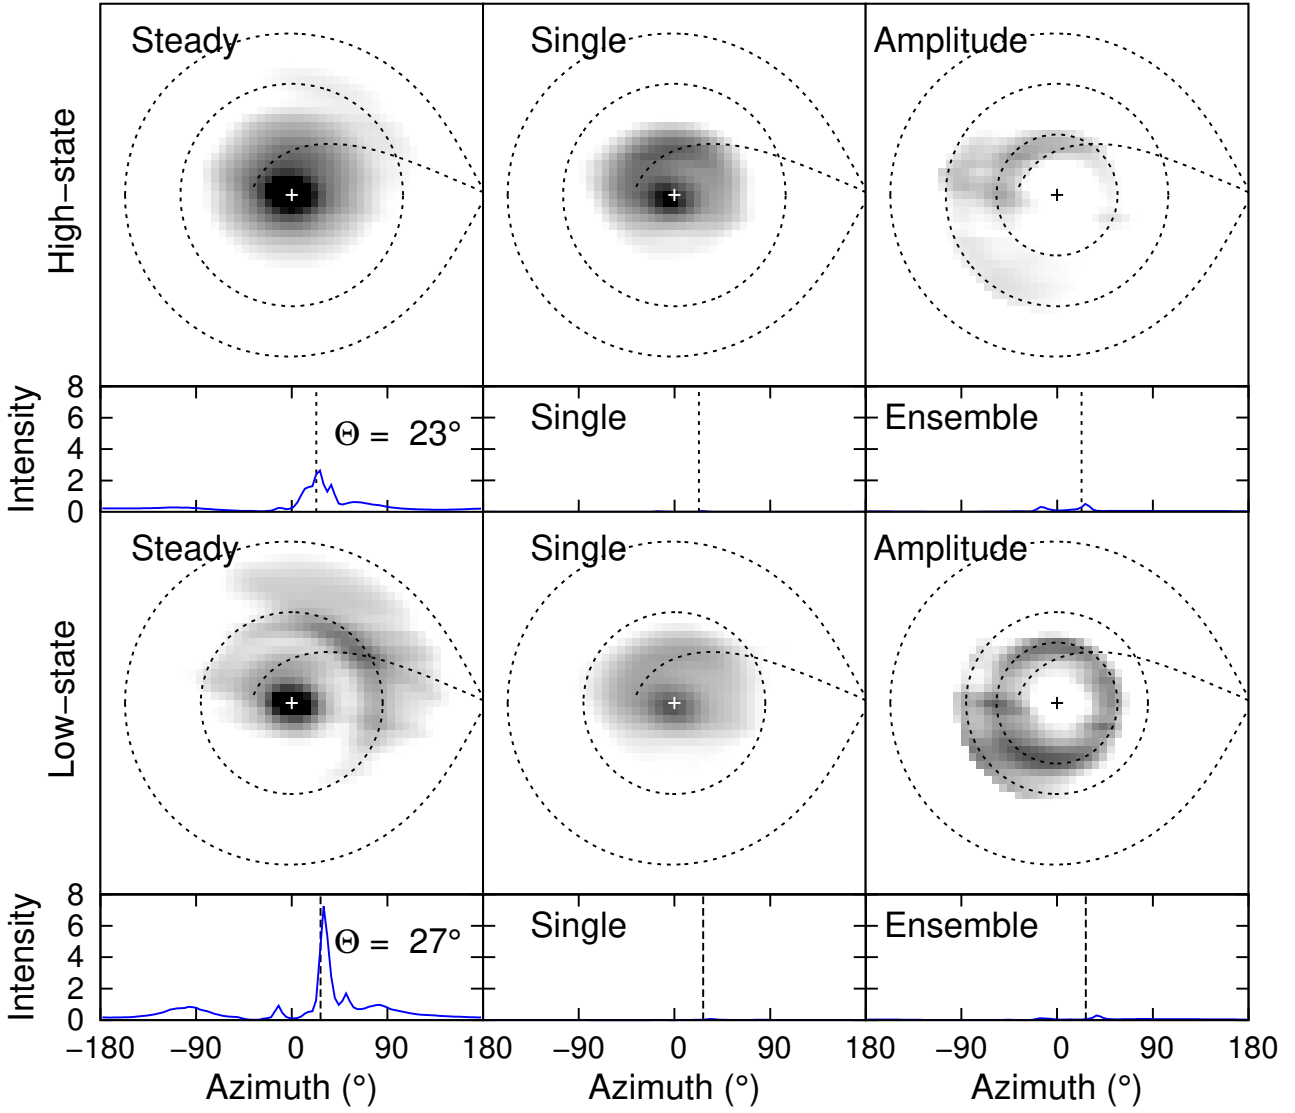 Steady Single Amplitude
High−state
8
6
4
2
0
Intensity
Θ = 23°
Single
Ensemble
Steady Single Amplitude
Low−state
8
6
4
2
0
Intensity
Θ = 27°
Single
Ensemble
−180 −90 0 90 180 −90 0 90 180 −90 0 90 180
Azimuth (°) Azimuth (°) Azimuth (°)